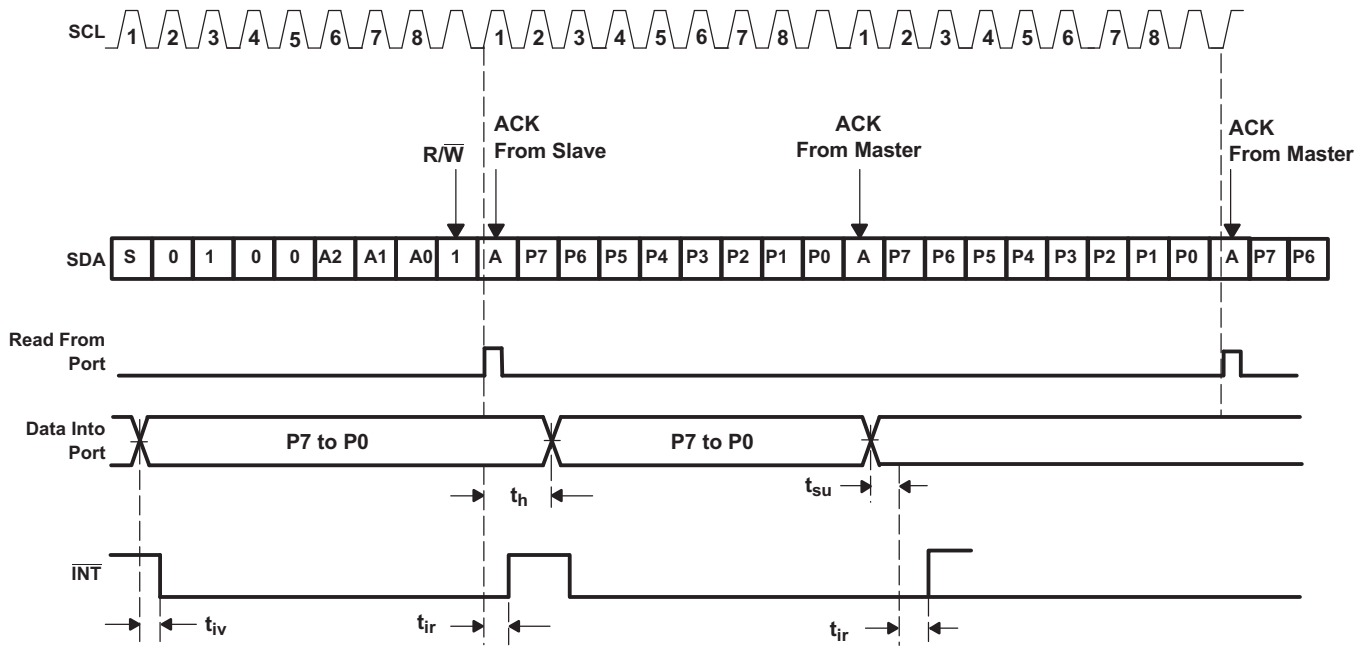 SCL 1 2 3 4 5 6 7 8 1 2 3 4 5 6 7 8 1 2 3 4 5 6 7 8
R/W̅
ACK
From Slave
ACK
From Master
ACK
From Master
SDA S 0 1 0 0 A2 A1 A0 1 A P7 P6 P5 P4 P3 P2 P1 P0 A P7 P6 P5 P4 P3 P2 P1 P0 A P7 P6
Read From
Port
Data Into
Port
P7 to P0
P7 to P0
th
tsu
I̅N̅T̅
tiv
tir
tir